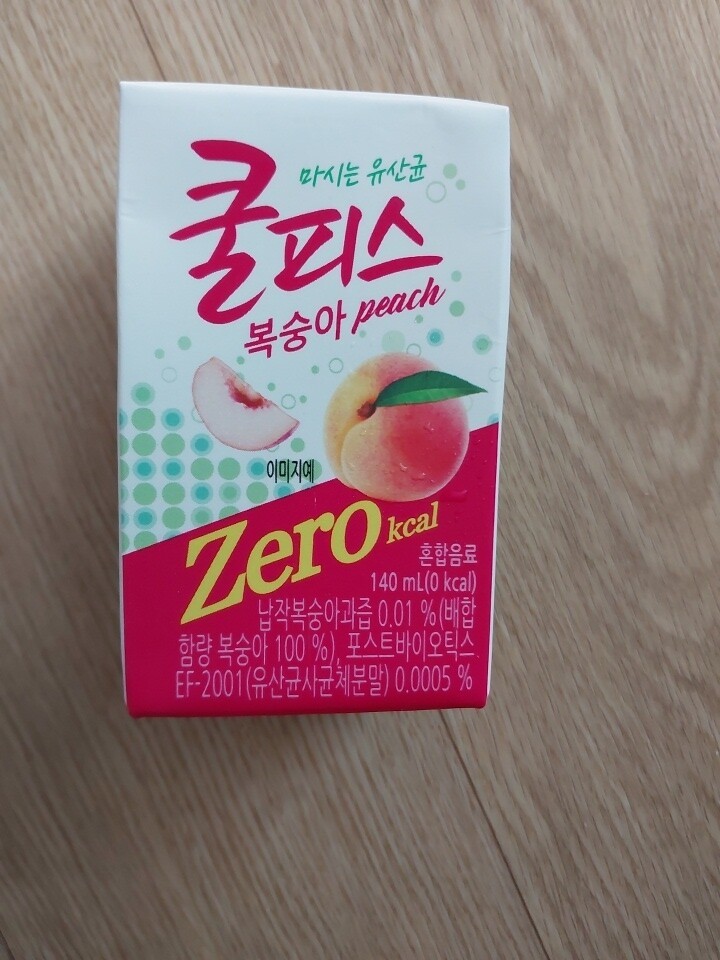 마시는 유산균
쿨피스
복숭아 peach
이미지예
Zero kcal
혼합음료
140 mL(0 kcal)
납작복숭아과즙 0.01 %(배합
함량 복숭아 100 %), 포스트바이오틱스
EF-2001(유산균사균체분말) 0.0005 %